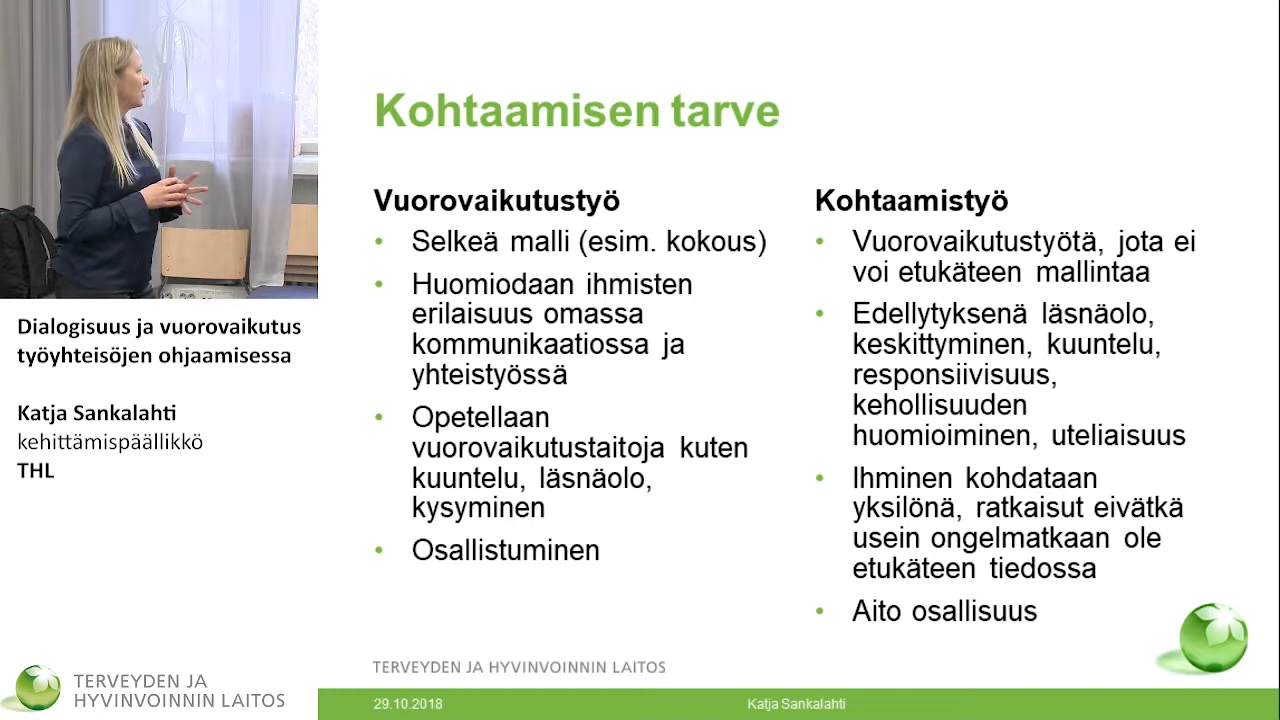 Kohtaamisen tarve
Vuorovaikutustyö
• Selkeä malli (esim. kokous)
• Huomiodaan ihmisten
erilaisuus omassa
kommunikaatiossa ja
yhteistyössä
• Opetellaan
vuorovaikutustaitoja kuten
kuuntelu, läsnäolo,
kysyminen
• Osallistuminen
Kohtaamistyö
• Vuorovaikutustyötä, jota ei
voi etukäteen mallintaa
• Edellytyksenä läsnäolo,
keskittyminen, kuuntelu,
responsiivisuus,
kehollisuuden
huomioiminen, uteliaisuus
• Ihminen kohdataan
yksilönä, ratkaisut eivätkä
usein ongelmatkaan ole
etukäteen tiedossa
• Aito osallisuus
TERVEYDEN JA HYVINVOINNIN LAITOS
29.10.2018
Katja Sankalahti
Dialogisuus ja vuorovaikutus
työyhteisöjen ohjaamisessa
Katja Sankalahti
kehittämispäällikkö
THL
TERVEYDEN JA
HYVINVOINNIN LAITOS